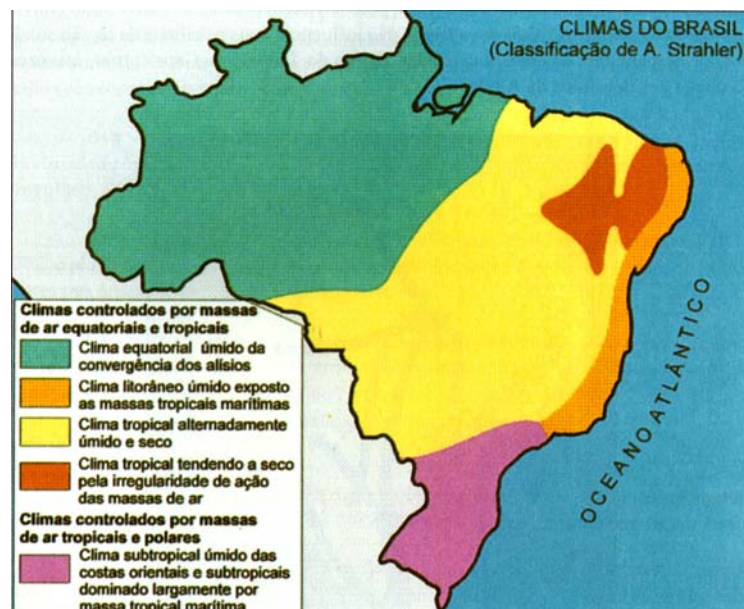 CLIMAS DO BRASIL
(Classificação de A. Strahler)
OCEANO ATLÂNTICO
Climas controlados por massas
de ar equatoriais e tropicais
Clima equatorial úmido da
convergência dos alísios
Clima litorâneo úmido exposto
as massas tropicais marítimas
Clima tropical alternadamente
úmido e seco
Clima tropical tendendo a seco
pela irregularidade de ação
das massas de ar
Climas controlados por massas
de ar tropicais e polares
Clima subtropical úmido das
costas orientais e subtropicais
dominado largamente por
massa tropical marítima